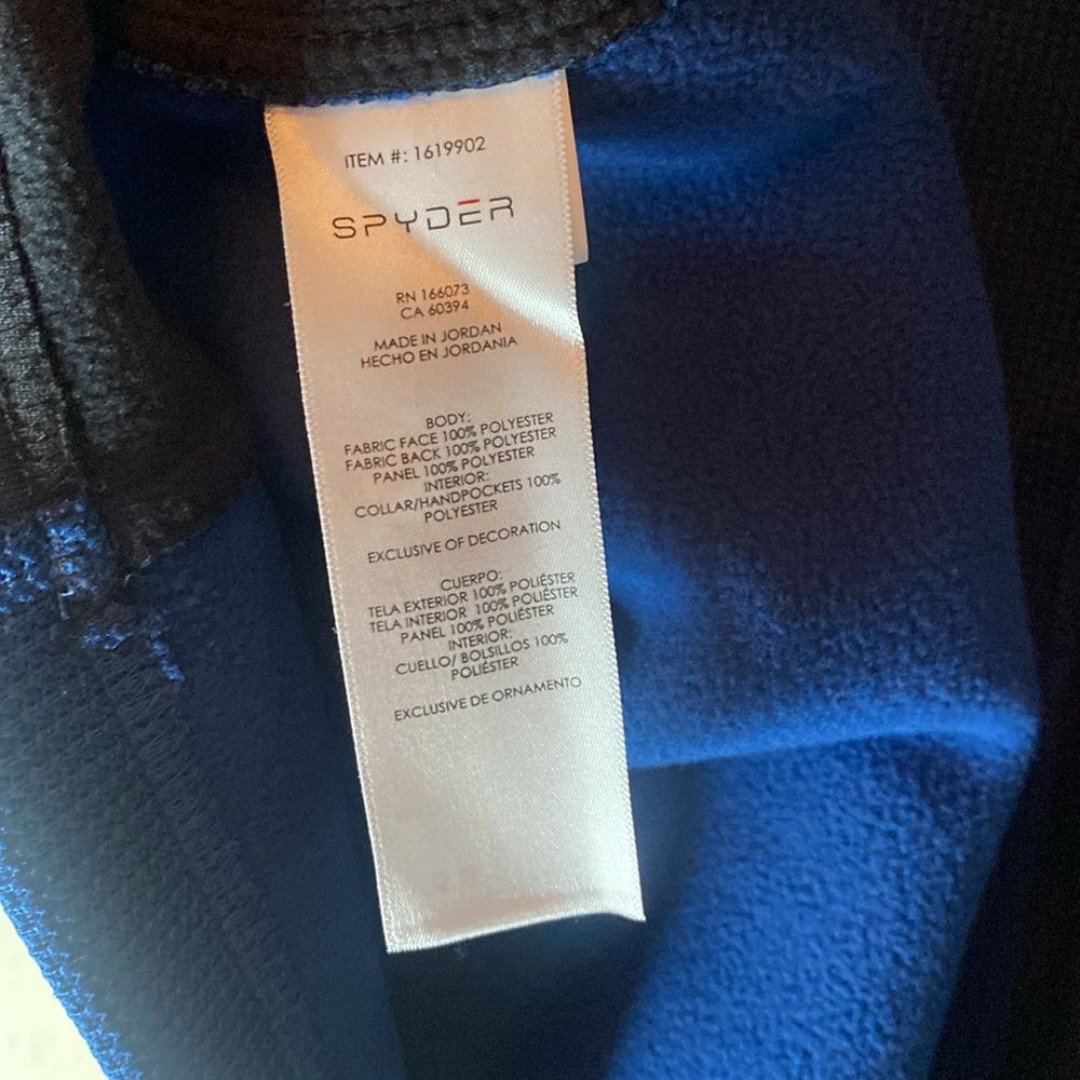 ITEM #: 1619902
SPYDER
RN 166073
CA 60394
MADE IN JORDAN
HECHO EN JORDANIA
BODY:
FABRIC FACE 100% POLYESTER
FABRIC BACK 100% POLYESTER
PANEL 100% POLYESTER
INTERIOR:
COLLAR/HANDPOCKETS 100%
POLYESTER
EXCLUSIVE OF DECORATION
CUERPO:
TELA EXTERIOR 100% POLIÉSTER
TELA INTERIOR 100% POLIÉSTER
PANEL 100% POLIÉSTER
INTERIOR:
CUELLO/ BOLSILLOS 100%
POLIÉSTER
EXCLUSIVE DE ORNAMENTO